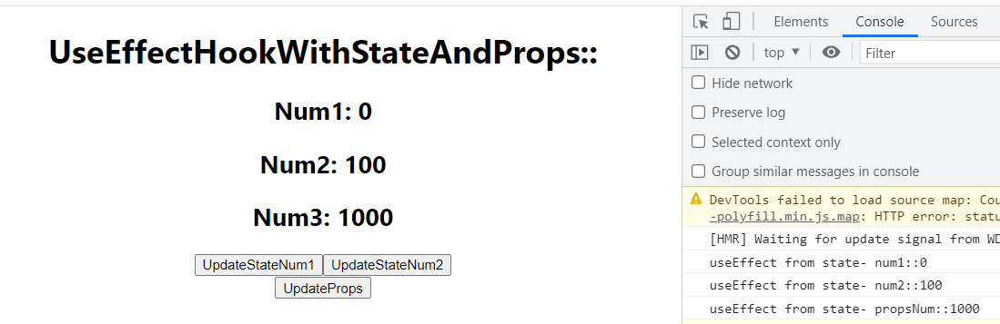 UseEffectHookWithStateAndProps::
Num1: 0
Num2: 100
Num3: 1000
UpdateStateNum1 UpdateStateNum2
UpdateProps
Elements Console Sources
top ▼ Filter
Hide network
Preserve log
Selected context only
Group similar messages in console
DevTools failed to load source map: Cou
-polyfill.min.js.map: HTTP error: statu
[HMR] Waiting for update signal from WD
useEffect from state- num1::0
useEffect from state- num2::100
useEffect from state- propsNum::1000